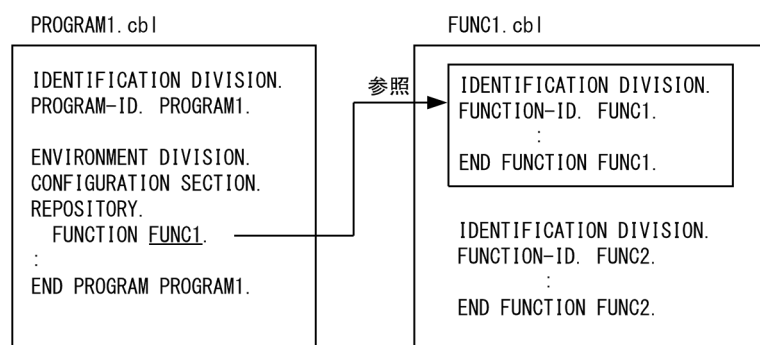 PROGRAM1.cbl
IDENTIFICATION DIVISION.
PROGRAM-ID. PROGRAM1.
ENVIRONMENT DIVISION.
CONFIGURATION SECTION.
REPOSITORY.
FUNCTION FUNC1.
:
END PROGRAM PROGRAM1.
参照
FUNC1.cbl
IDENTIFICATION DIVISION.
FUNCTION-ID. FUNC1.
:
END FUNCTION FUNC1.
IDENTIFICATION DIVISION.
FUNCTION-ID. FUNC2.
:
END FUNCTION FUNC2.